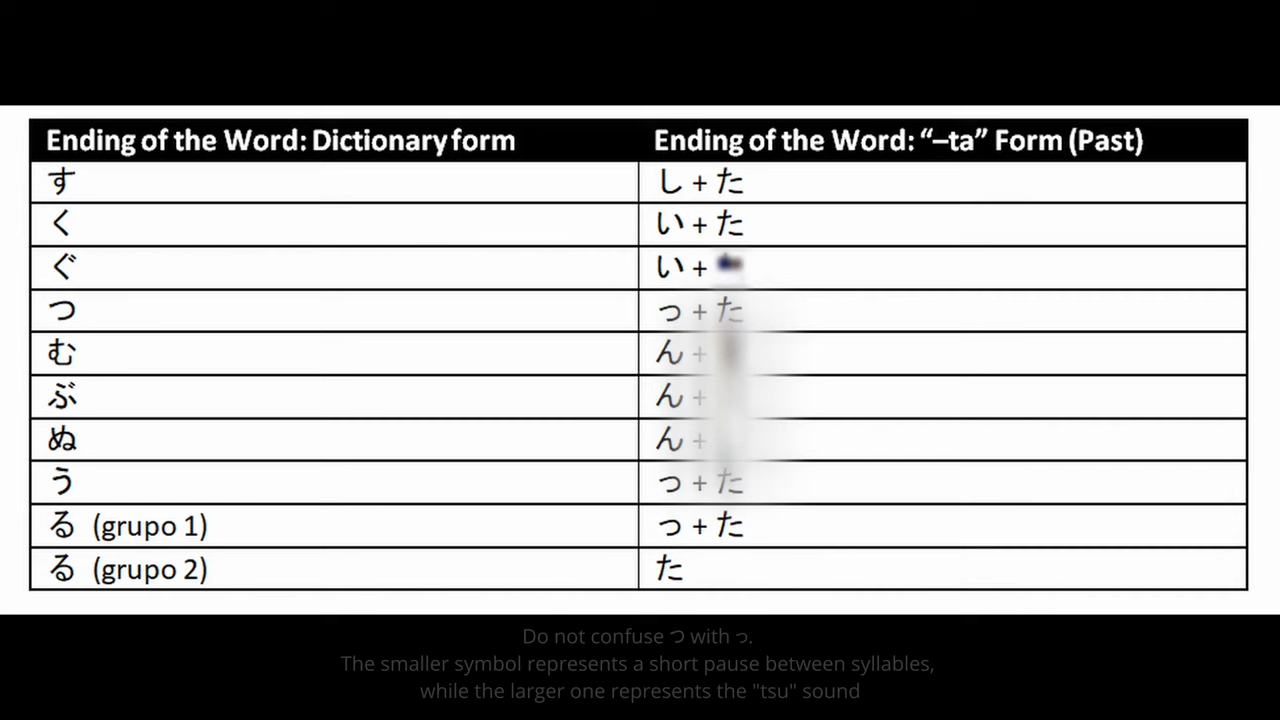 Ending of the Word: Dictionary form Ending of the Word: “–ta” Form (Past)
す し + た
く い + た
ぐ い +
つ っ + た
む ん +
ぶ ん +
ぬ ん +
う っ + た
る (grupo 1) っ + た
る (grupo 2) た
Do not confuse つ with っ.
The smaller symbol represents a short pause between syllables,
while the larger one represents the "tsu" sound